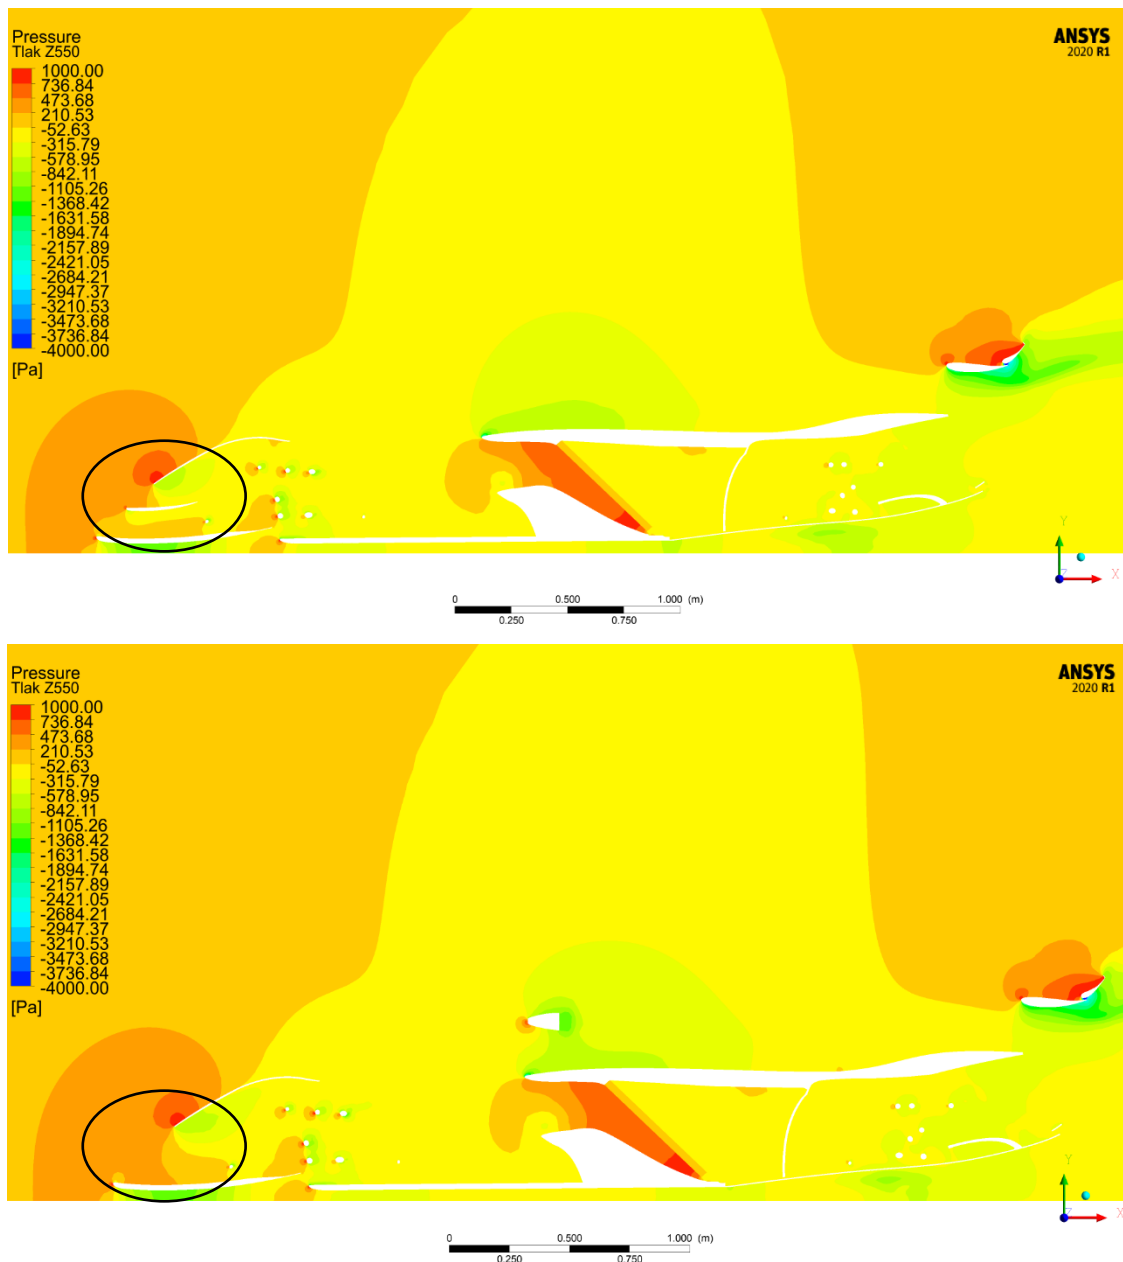 Pressure
Tlak Z550
ANSYS
2020 R1
1000.00
736.84
473.68
210.53
-52.63
-315.79
-578.95
-842.11
-1105.26
-1368.42
-1631.58
-1894.74
-2157.89
-2421.05
-2684.21
-2947.37
-3210.53
-3473.68
-3736.84
-4000.00
[Pa]
Y
Z X
0 0.500 1.000 (m)
0.250 0.750
Pressure
Tlak Z550
ANSYS
2020 R1
1000.00
736.84
473.68
210.53
-52.63
-315.79
-578.95
-842.11
-1105.26
-1368.42
-1631.58
-1894.74
-2157.89
-2421.05
-2684.21
-2947.37
-3210.53
-3473.68
-3736.84
-4000.00
[Pa]
Y
Z X
0 0.500 1.000 (m)
0.250 0.750